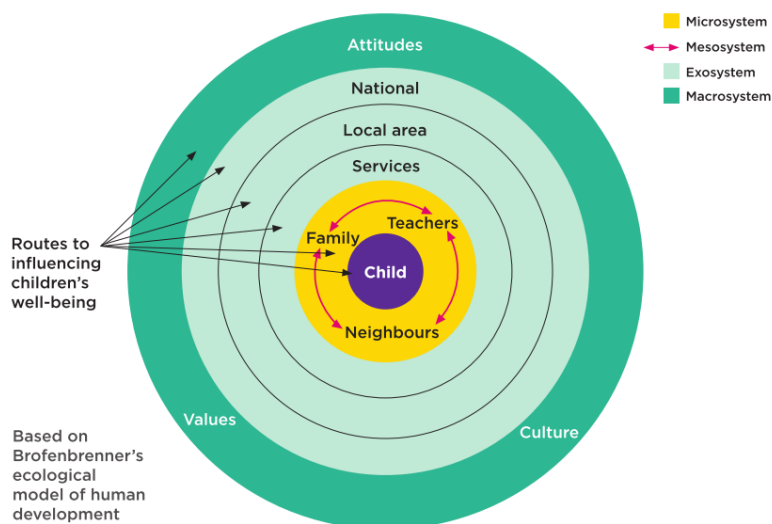 Attitudes
National
Local area
Services
Teachers
Family
Child
Neighbours
Values
Culture
Routes to
influencing
children's
well-being
Based on
Brofenbrenner's
ecological
model of human
development
Microsystem
Mesosystem
Exosystem
Macrosystem